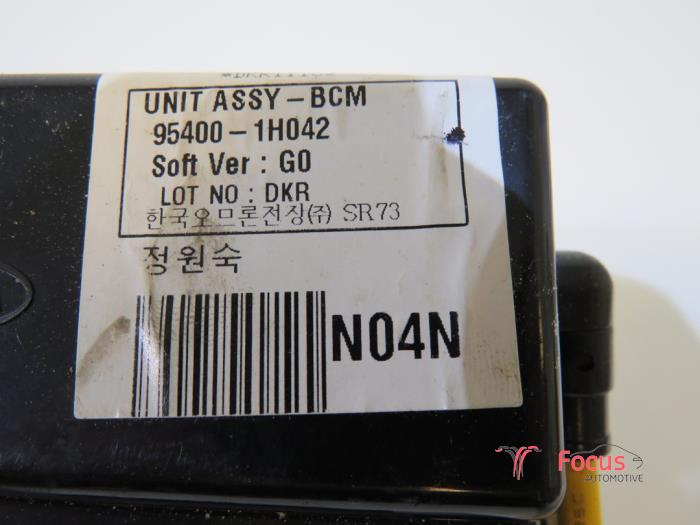 UNIT ASSY-BCM
95400-1H042
Soft Ver : G0
LOT NO : DKR
한국오므론전장(주) SR73
정원숙
N04N
Focus
AUTOMOTIVE